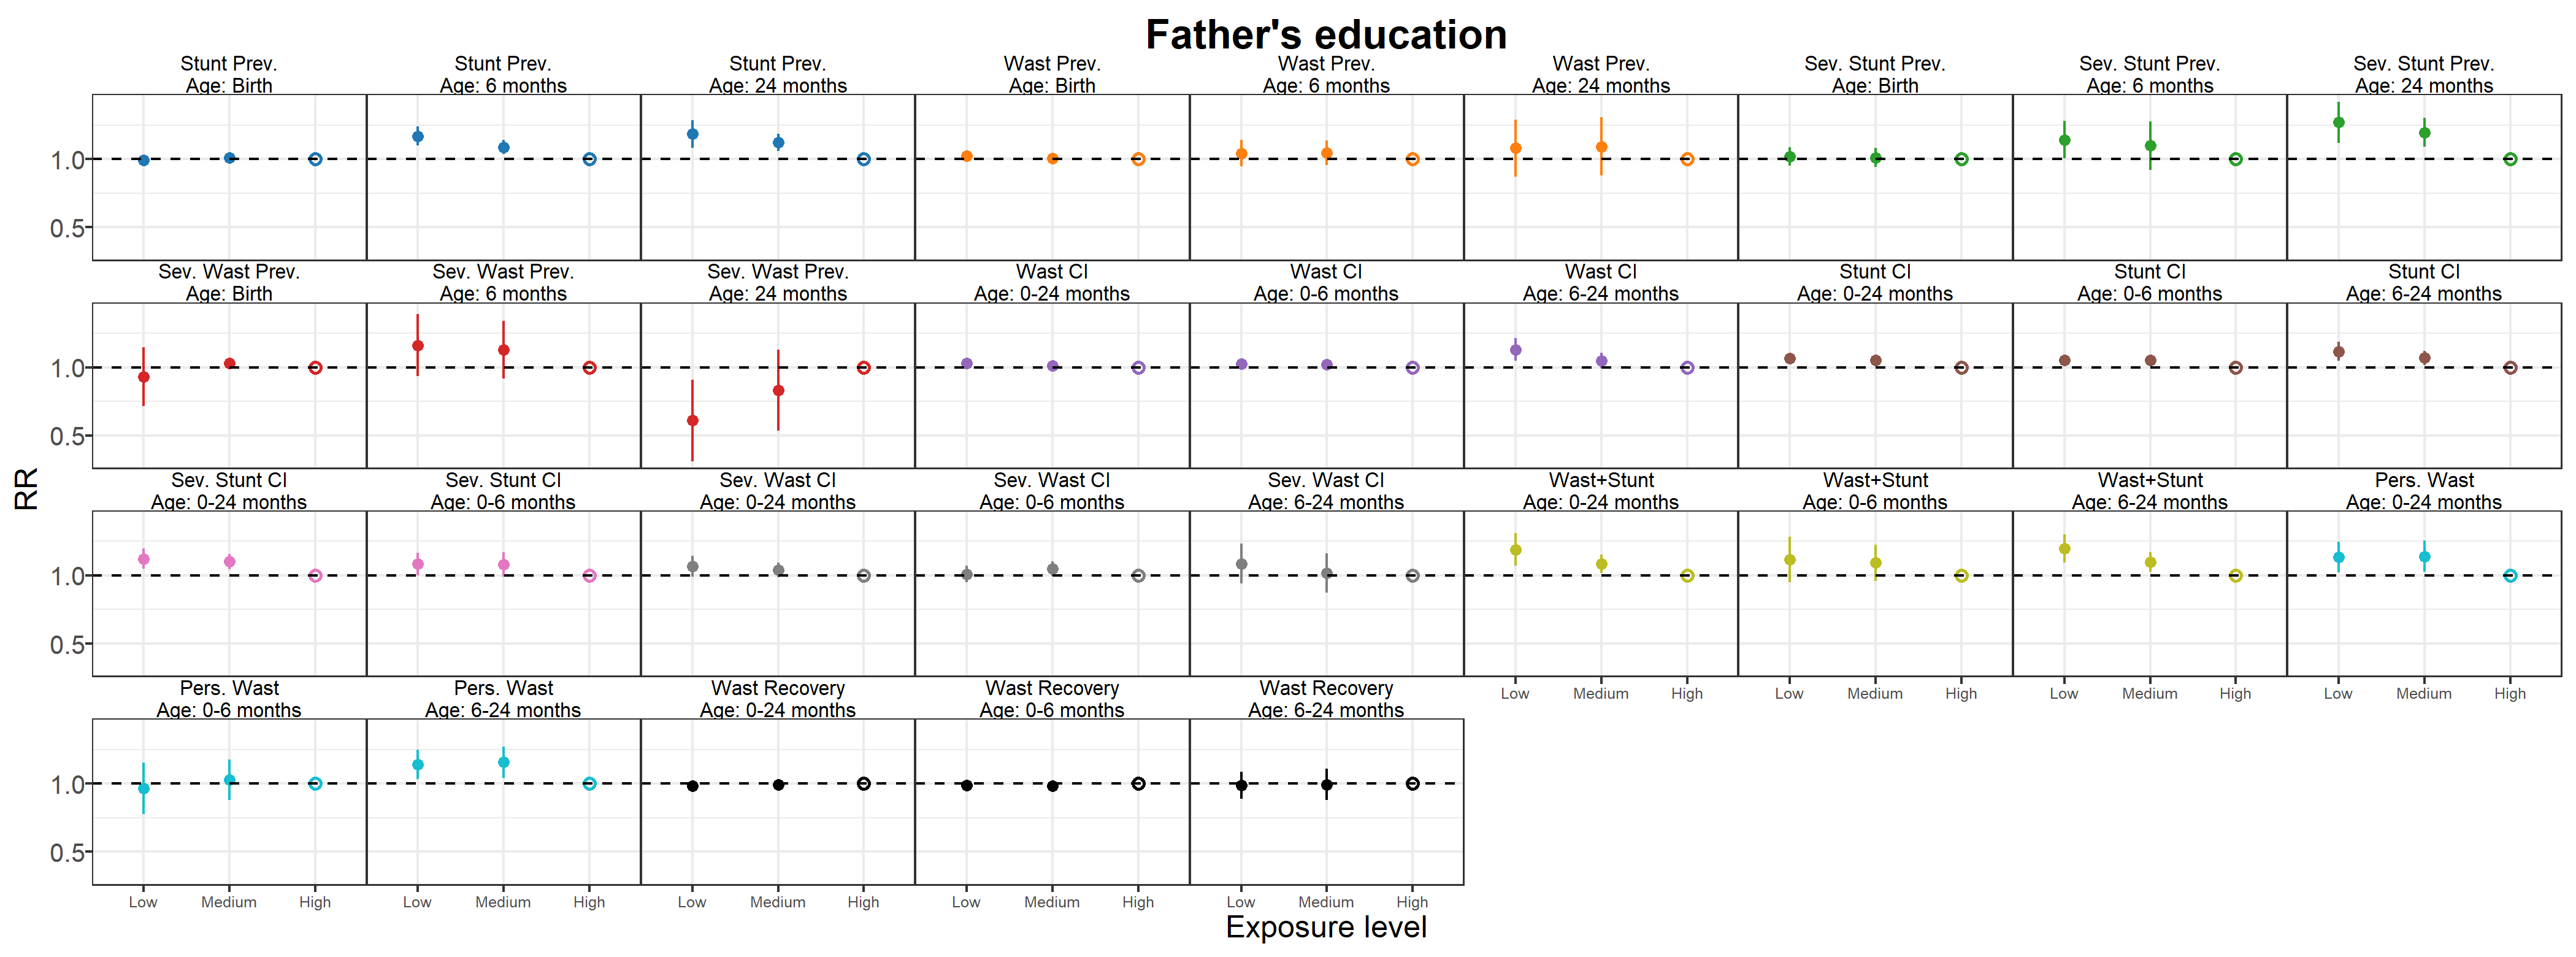 Father's education
Stunt Prev. Stunt Prev. Stunt Prev. Wast Prev. Wast Prev. Wast Prev. Sev. Stunt Prev. Sev. Stunt Prev. Sev. Stunt Prev.
Age: Birth Age: 6 months Age: 24 months Age: Birth Age: 6 months Age: 24 months Age: Birth Age: 6 months Age: 24 months
1.0
0.5
Sev. Wast Prev. Sev. Wast Prev. Sev. Wast Prev. Wast CI Wast CI Wast CI Stunt CI Stunt CI Stunt CI
Age: Birth Age: 6 months Age: 24 months Age: 0-24 months Age: 0-6 months Age: 6-24 months Age: 0-24 months Age: 0-6 months Age: 6-24 months
1.0
0.5
RR
Sev. Stunt CI Sev. Stunt CI Sev. Wast CI Sev. Wast CI Sev. Wast CI Wast+Stunt Wast+Stunt Wast+Stunt Pers. Wast
Age: 0-24 months Age: 0-6 months Age: 0-24 months Age: 0-6 months Age: 6-24 months Age: 0-24 months Age: 0-6 months Age: 6-24 months Age: 0-24 months
1.0
0.5
Low Medium High Low Medium High Low Medium High Low Medium High
Pers. Wast Pers. Wast Wast Recovery Wast Recovery Wast Recovery
Age: 0-6 months Age: 6-24 months Age: 0-24 months Age: 0-6 months Age: 6-24 months
1.0
0.5
Low Medium High Low Medium High Low Medium High Low Medium High Low Medium High
Exposure level